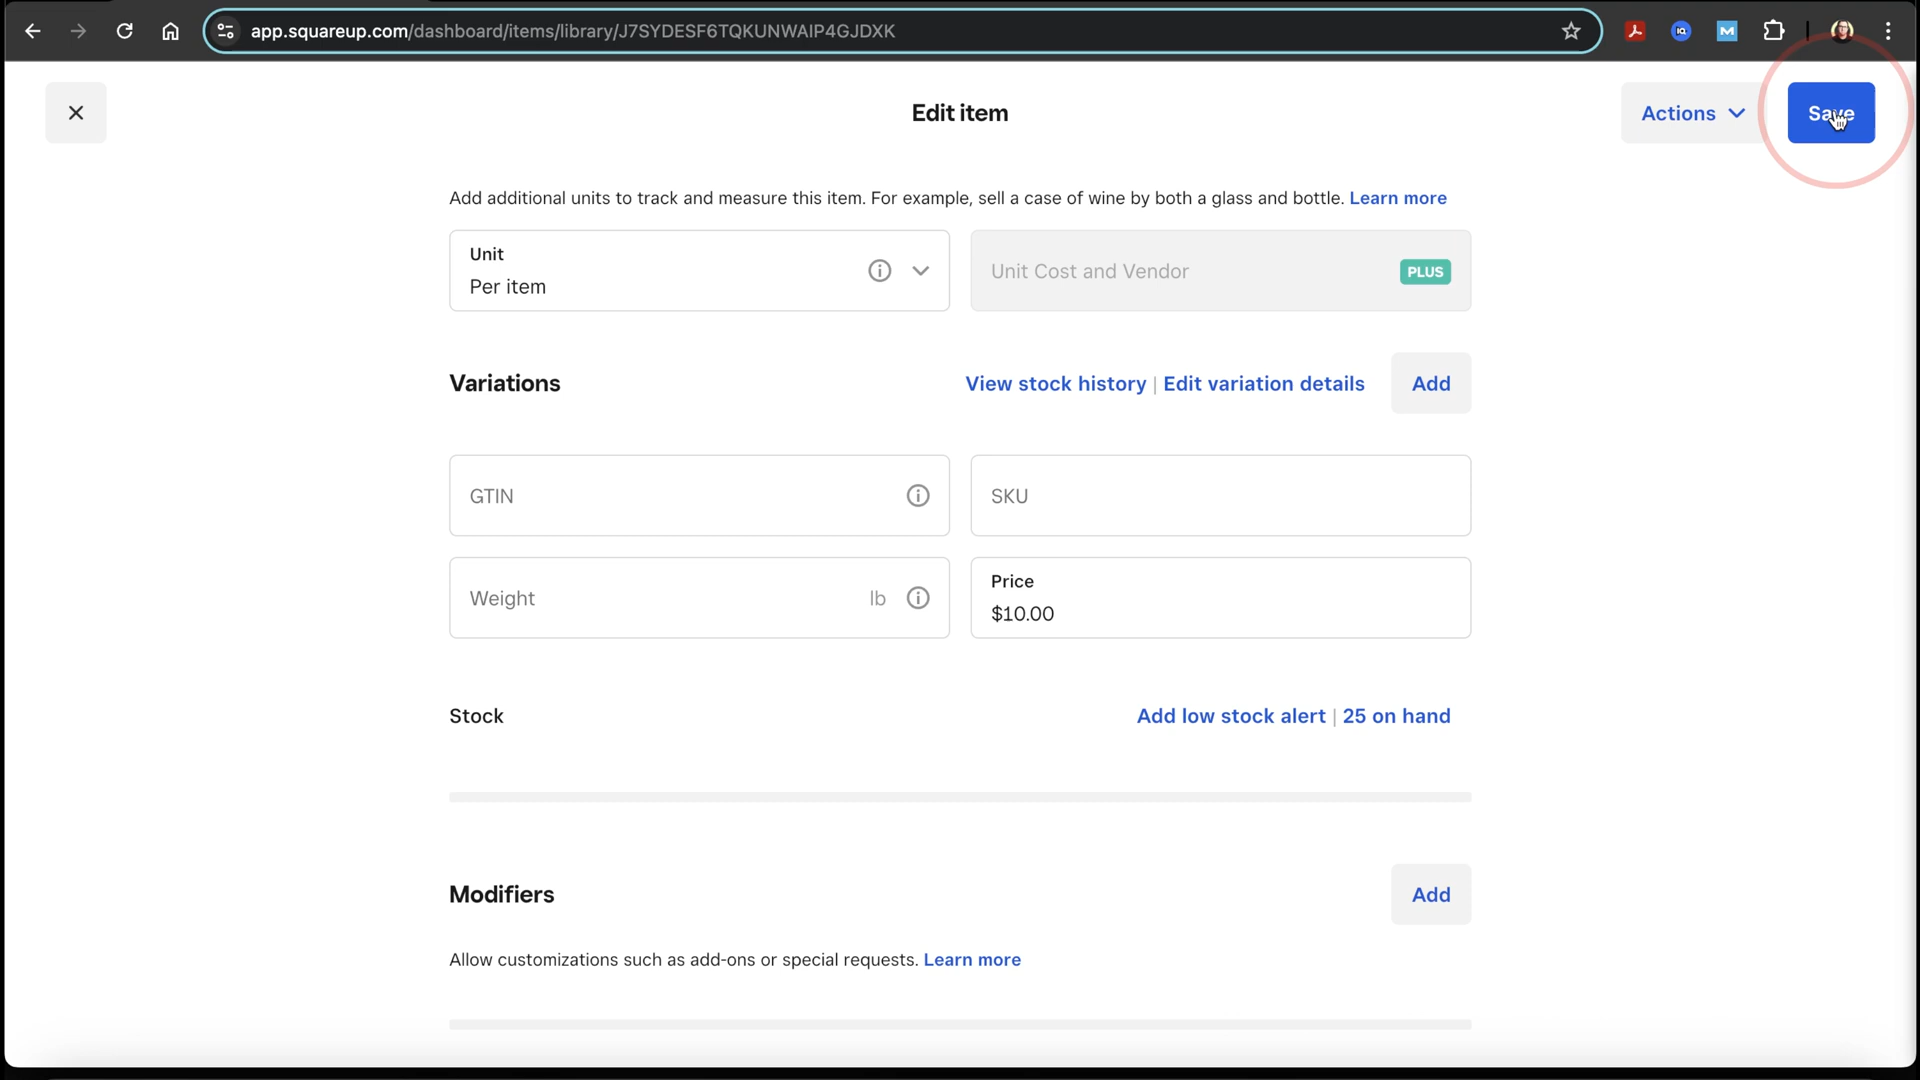 app.squareup.com/dashboard/items/library/J7SYDESF6TQKUNWAIP4GJDXK
Edit item
Actions
Save
Add additional units to track and measure this item. For example, sell a case of wine by both a glass and bottle. Learn more
Unit
Per item
Unit Cost and Vendor
PLUS
Variations
View stock history | Edit variation details
Add
GTIN
SKU
Weight
lb
Price
$10.00
Stock
Add low stock alert | 25 on hand
Modifiers
Add
Allow customizations such as add-ons or special requests. Learn more